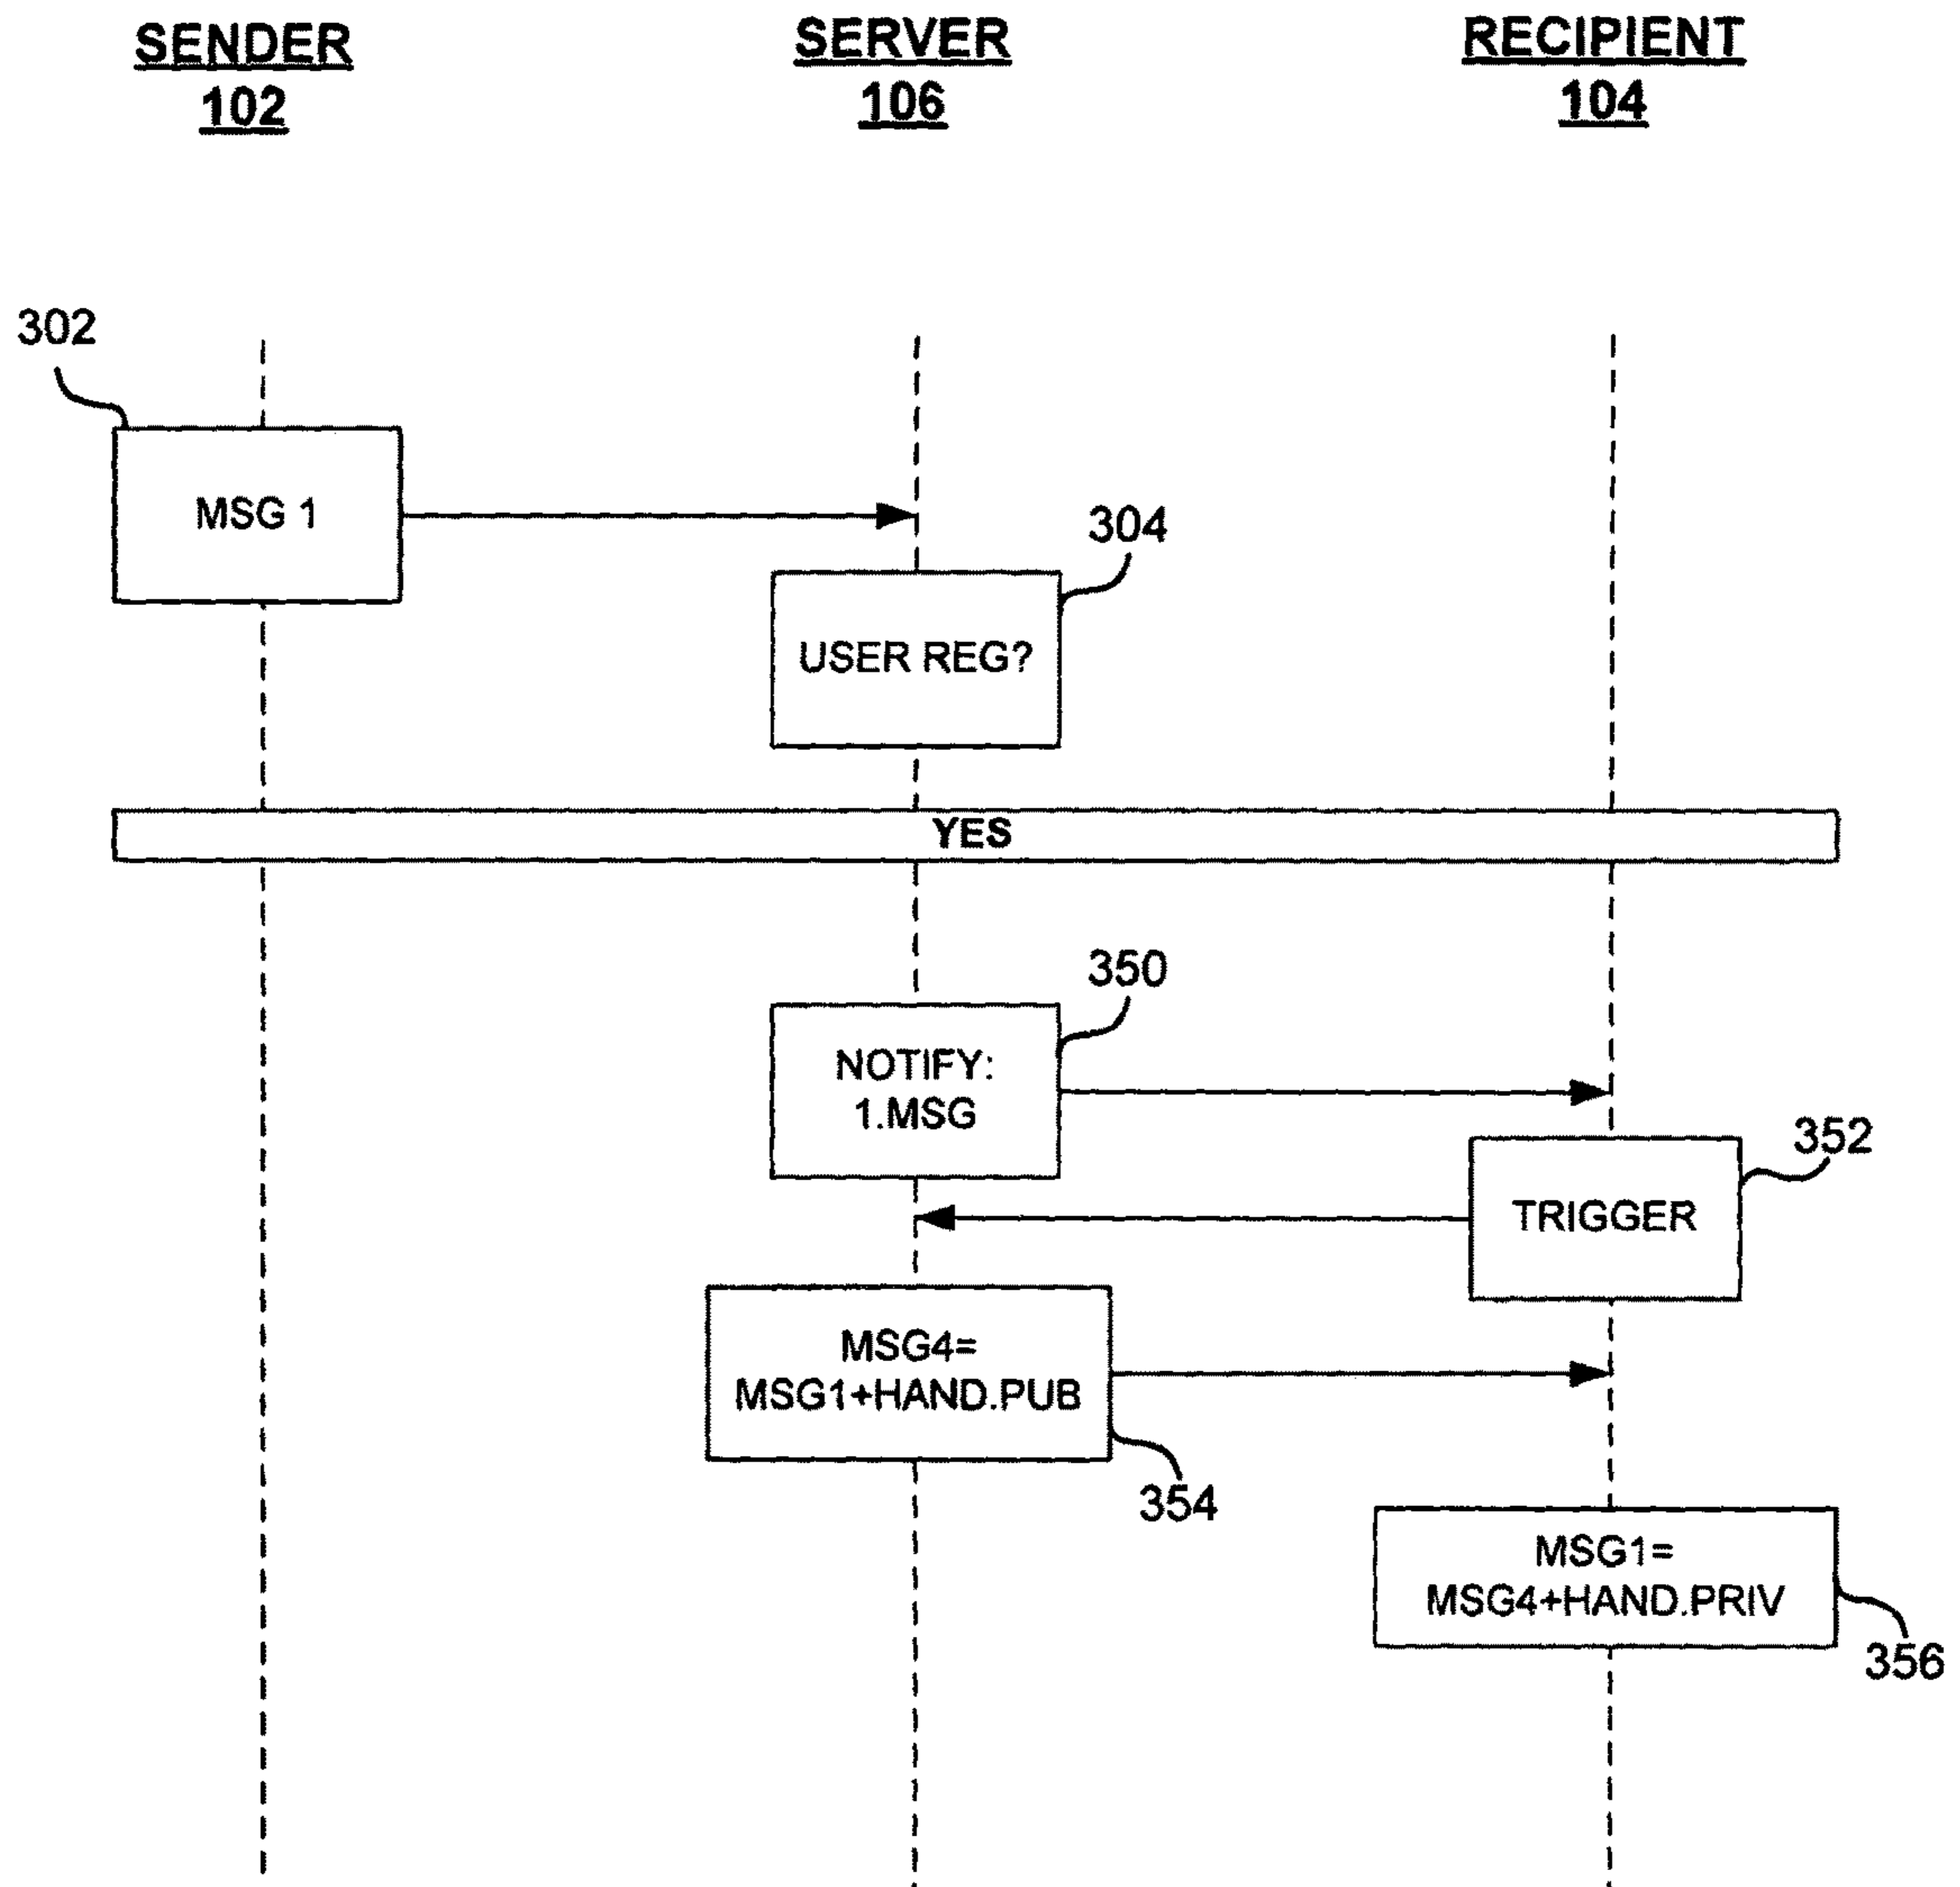 SENDER
102
SERVER
106
RECIPIENT
104
302
MSG 1
304
USER REG?
YES
350
NOTIFY:
1.MSG
352
TRIGGER
MSG4=
MSG1+HAND.PUB
354
MSG1=
MSG4+HAND.PRIV
356